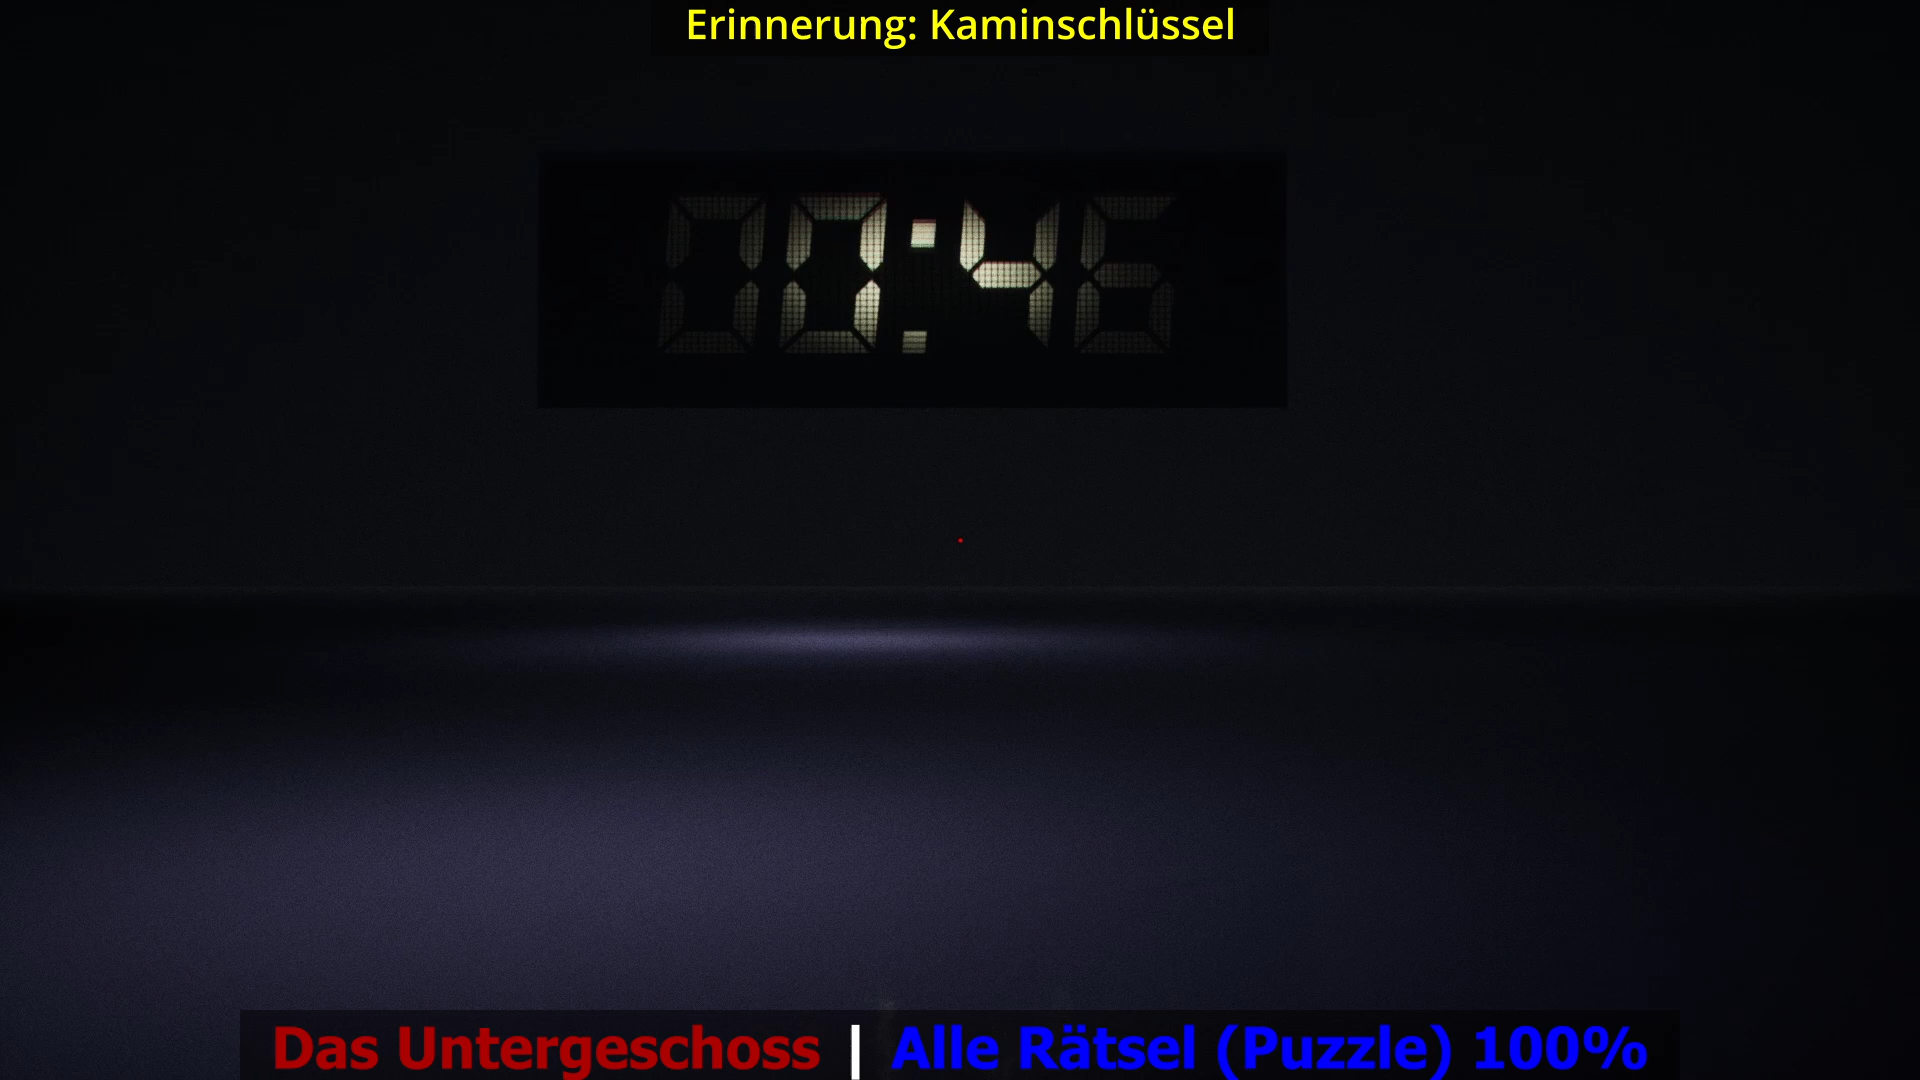 Erinnerung: Kaminschlüssel
00:46
Das Untergeschoss | Alle Rätsel (Puzzle) 100%